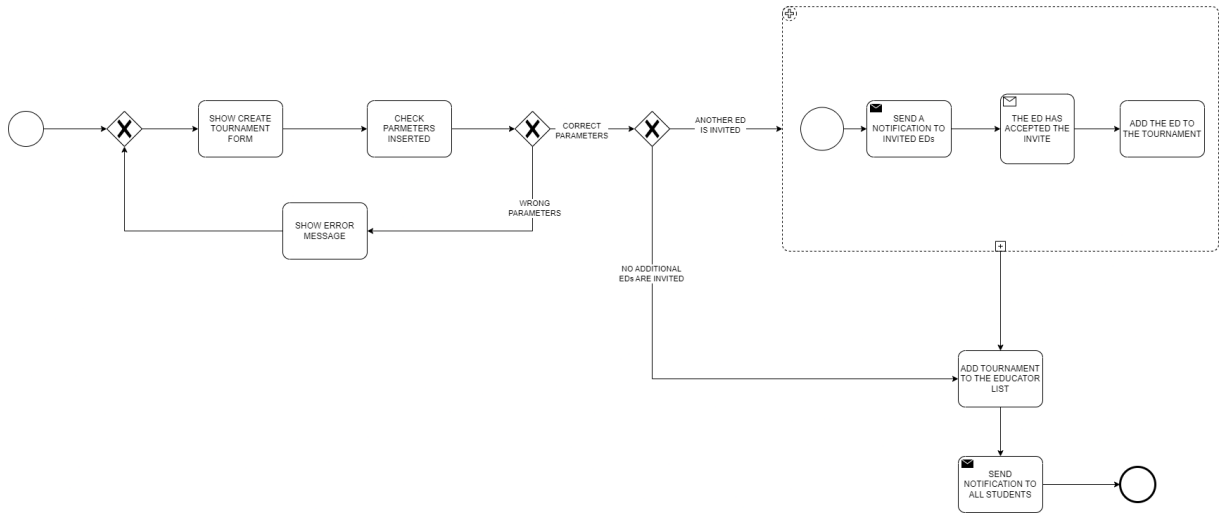 SHOW CREATE
TOURNAMENT
FORM
CHECK
PARMETERS
INSERTED
CORRECT
PARAMETERS
ANOTHER ED
IS INVITED
SEND A
NOTIFICATION TO
INVITED EDs
THE ED HAS
ACCEPTED THE
INVITE
ADD THE ED TO
THE TOURNAMENT
WRONG
PARAMETERS
SHOW ERROR
MESSAGE
NO ADDITIONAL
EDs ARE INVITED
ADD TOURNAMENT
TO THE EDUCATOR
LIST
SEND
NOTIFICATION TO
ALL STUDENTS